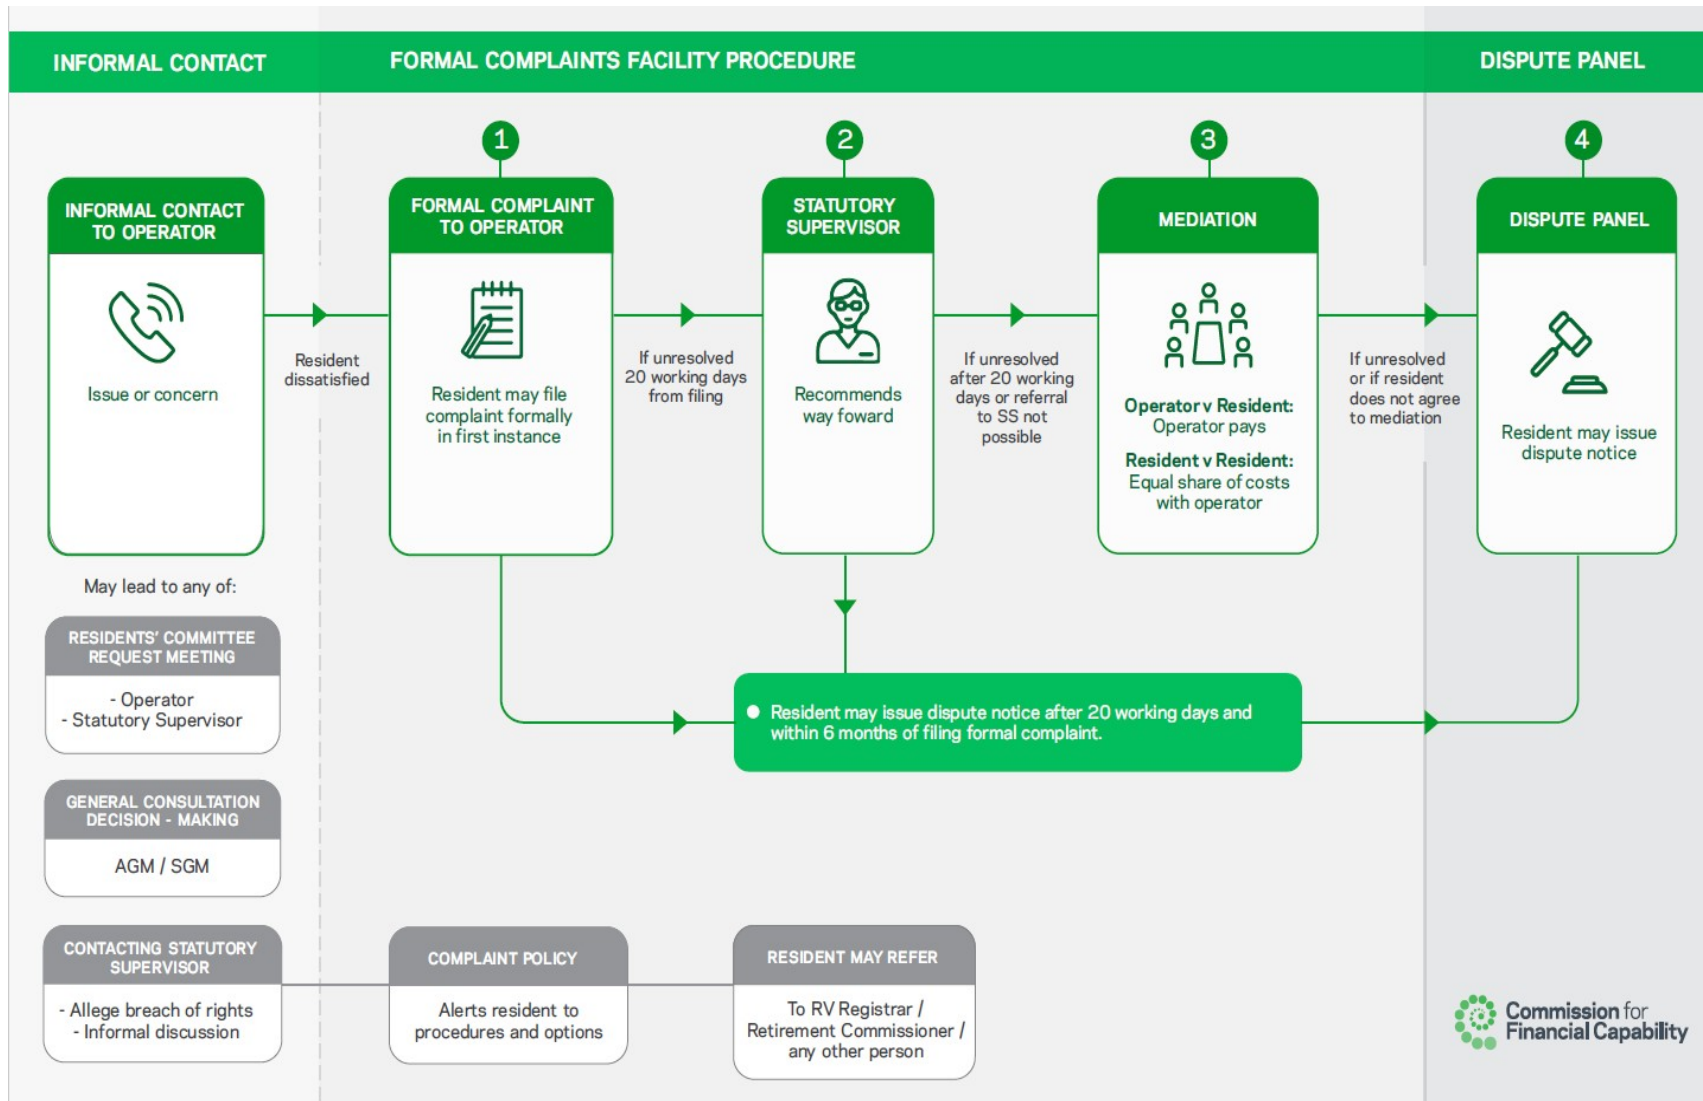 INFORMAL CONTACT
FORMAL COMPLAINTS FACILITY PROCEDURE
DISPUTE PANEL
INFORMAL CONTACT
TO OPERATOR
Issue or concern
Resident
dissatisfied
1
FORMAL COMPLAINT
TO OPERATOR
Resident may file
complaint formally
in first instance
If unresolved
20 working days
from filing
2
STATUTORY
SUPERVISOR
Recommends
way foward
If unresolved
after 20 working
days or referral
to SS not
possible
3
MEDIATION
Operator v Resident:
Operator pays
Resident v Resident:
Equal share of costs
with operator
If unresolved
or if resident
does not agree
to mediation
4
DISPUTE PANEL
Resident may issue
dispute notice
Resident may issue dispute notice after 20 working days and
within 6 months of filing formal complaint.
May lead to any of:
RESIDENTS' COMMITTEE
REQUEST MEETING
- Operator
- Statutory Supervisor
GENERAL CONSULTATION
DECISION - MAKING
AGM / SGM
CONTACTING STATUTORY
SUPERVISOR
- Allege breach of rights
- Informal discussion
COMPLAINT POLICY
Alerts resident to
procedures and options
RESIDENT MAY REFER
To RV Registrar /
Retirement Commissioner /
any other person
Commission for
Financial Capability